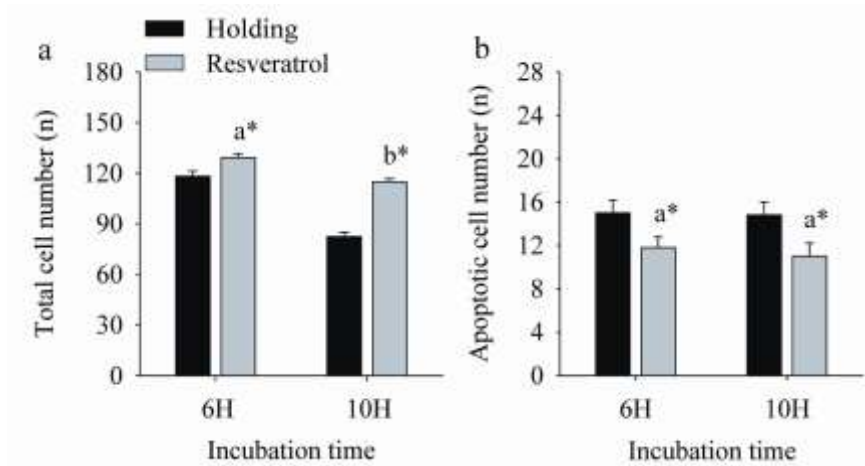 a
Holding
Resveratrol
Total cell number (n)
180
150
120
90
60
30
0
a*
b*
6H
10H
Incubation time
b
Apoptotic cell number (n)
28
24
20
16
12
8
4
0
a*
a*
6H
10H
Incubation time